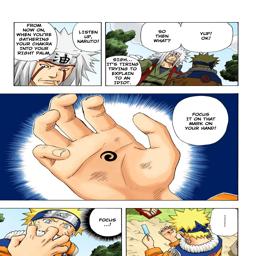 LISTEN
UP,
NARUTO!
FROM
NOW ON,
WHEN YOU'RE
GATHERING
YOUR CHAKRA
INTO YOUR
RIGHT PALM,
YUP!
OK!
SO
THEN
WHAT?
SIGH...
IT'S TIRING
TRYING TO
EXPLAIN
TO AN
IDIOT.
FOCUS
IT ON THAT
MARK ON
YOUR HAND!
FOCUS
...!